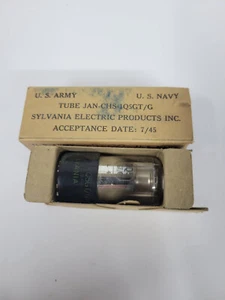 U. S. ARMY U. S. NAVY
TUBE JAN-CHS-1Q5GT/G
SYLVANIA ELECTRIC PRODUCTS INC.
ACCEPTANCE DATE: 7/45